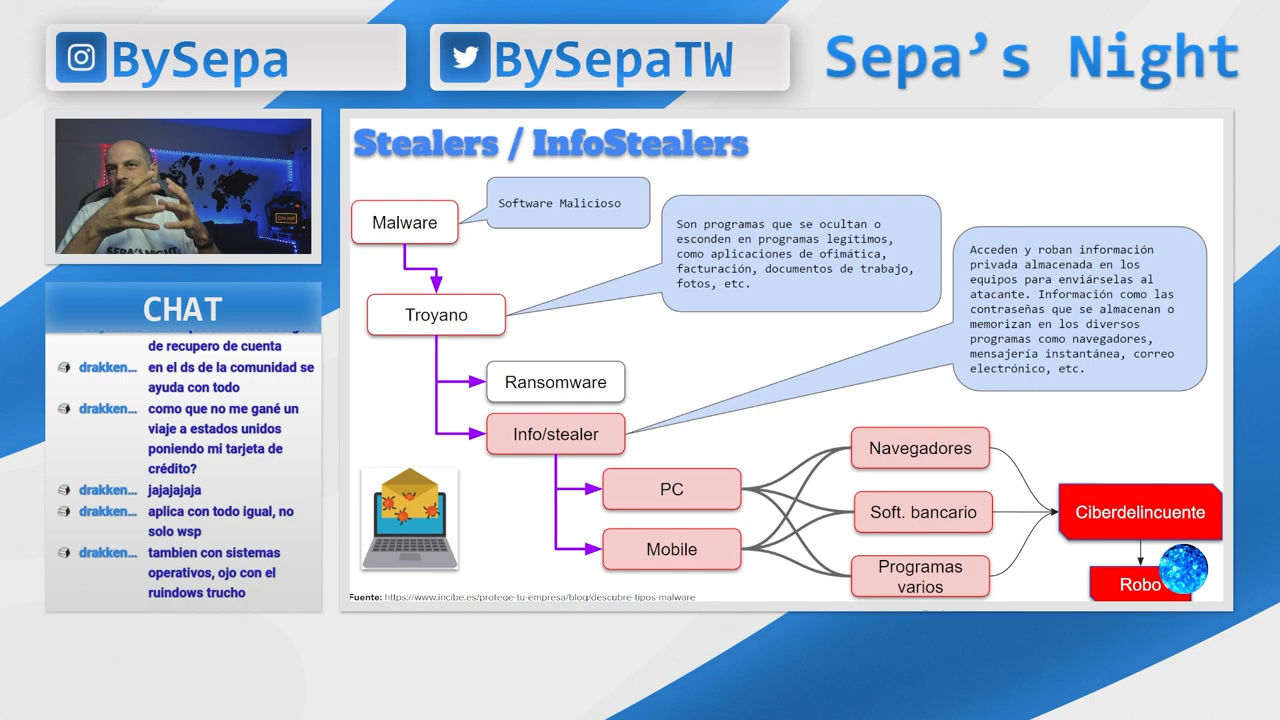 BySepa
BySepaTW
Sepa's Night
CHAT
de recupero de cuenta
drakken... en el ds de la comunidad se
ayuda con todo
drakken... como que no me gané un
viaje a estados unidos
poniendo mi tarjeta de
crédito?
drakken... jajajajaja
drakken... aplica con todo igual, no
solo wsp
drakken... tambien con sistemas
operativos, ojo con el
ruindows trucho
Stealers / InfoStealers
Malware
Software Malicioso
Troyano
Son programas que se ocultan o
esconden en programas legítimos,
como aplicaciones de ofimática,
facturación, documentos de trabajo,
fotos, etc.
Acceden y roban información
privada almacenada en los
equipos para enviárselas al
atacante. Información como las
contraseñas que se almacenan o
memorizan en los diversos
programas como navegadores,
mensajería instantánea, correo
electrónico, etc.
Ransomware
Info/stealer
PC
Mobile
Navegadores
Soft. bancario
Programas
varios
Ciberdelincuente
Robo
Fuente: https://www.incibe.es/protege-tu-empresa/blog/descubre-tipos-malware